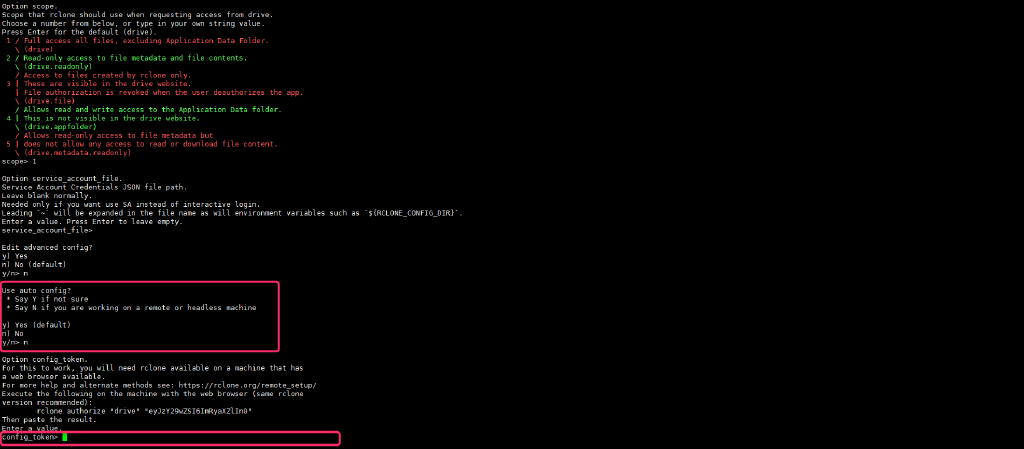 Option scope.
Scope that rclone should use when requesting access from drive.
Choose a number from below, or type in your own string value.
Press Enter for the default (drive).
1 / Full access all files, excluding Application Data Folder.
\ (drive)
2 / Read-only access to file metadata and file contents.
\ (drive.readonly)
/ Access to files created by rclone only.
3 | These are visible in the drive website.
| File authorization is revoked when the user deauthorizes the app.
\ (drive.file)
/ Allows read and write access to the Application Data folder.
4 | This is not visible in the drive website.
\ (drive.appfolder)
/ Allows read-only access to file metadata but
5 | does not allow any access to read or download file content.
\ (drive.metadata.readonly)
scope> 1
Option service_account_file.
Service Account Credentials JSON file path.
Leave blank normally.
Needed only if you want use SA instead of interactive login.
Leading `~` will be expanded in the file name as will environment variables such as `${RCLONE_CONFIG_DIR}`.
Enter a value. Press Enter to leave empty.
service_account_file>
Edit advanced config?
y) Yes
n) No (default)
y/n> n
Use auto config?
* Say Y if not sure
* Say N if you are working on a remote or headless machine
y) Yes (default)
n) No
y/n> n
Option config_token.
For this to work, you will need rclone available on a machine that has
a web browser available.
For more help and alternate methods see: https://rclone.org/remote_setup/
Execute the following on the machine with the web browser (same rclone
version recommended):
rclone authorize "drive" "eyJzY29wZSI6ImRyaXZlIn0"
Then paste the result.
Enter a value.
config_token>